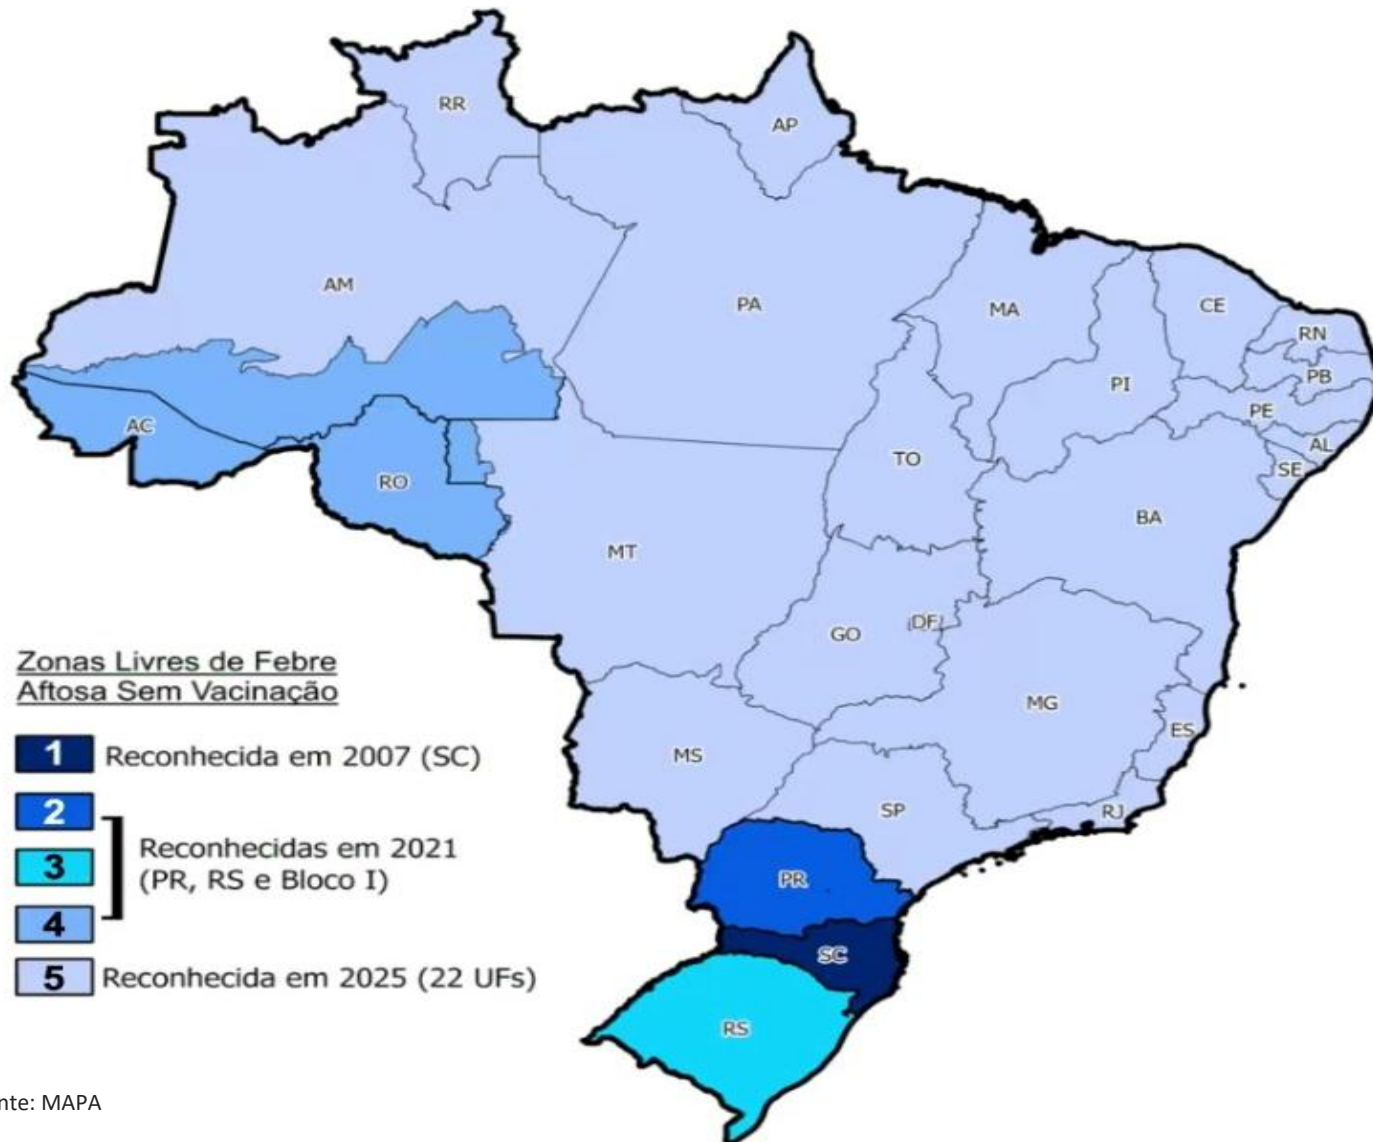 RR
AP
AM
PA
MA
CE
RN
PB
PI
PE
AL
SE
AC
TO
RO
BA
MT
GO
DF
MG
ES
MS
SP
RJ
PR
SC
RS
Zonas Livres de Febre
Aftosa Sem Vacinação
1 Reconhecida em 2007 (SC)
2
3
4
Reconhecidas em 2021
(PR, RS e Bloco I)
5 Reconhecida em 2025 (22 UFs)
nte: MAPA